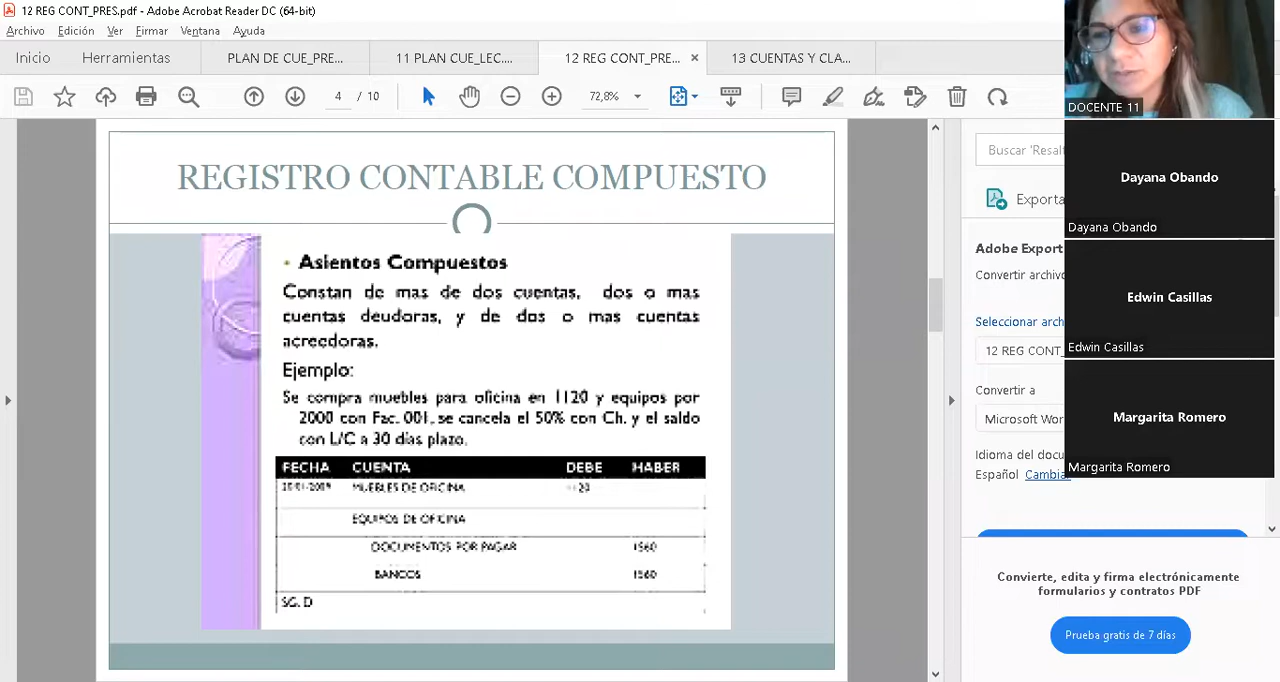 12 REG CONT_PRES.pdf - Adobe Acrobat Reader DC (64-bit)
Archivo Edición Ver Firmar Ventana Ayuda
Inicio Herramientas PLAN DE CUE_PRE... 11 PLAN CUE_LEC.... 12 REG CONT_PRE... × 13 CUENTAS Y CLA...
4 / 10 72,8%
REGISTRO CONTABLE COMPUESTO
• Asientos Compuestos
Constan de mas de dos cuentas, dos o mas
cuentas deudoras, y de dos o mas cuentas
acreedoras.
Ejemplo:
Se compra muebles para oficina en 1120 y equipos por
2000 con Fac. 001, se cancela el 50% con Ch. y el saldo
con L/C a 30 dias plazo.
FECHA CUENTA DEBE HABER
MUEBLES DE OFICINA 1120
EQUIPOS DE OFICINA
DOCUMENTOS POR PAGAR 1560
BANCOS 1560
SG. D
Buscar 'Resalt
Exporta
Adobe Export
Convertir archivo
Seleccionar arch
12 REG CONT_
Convertir a
Microsoft Wor
Idioma del docu
Español Cambia
Convierte, edita y firma electrónicamente
formularios y contratos PDF
Prueba gratis de 7 días
DOCENTE 11
Dayana Obando
Dayana Obando
Edwin Casillas
Edwin Casillas
Margarita Romero
Margarita Romero